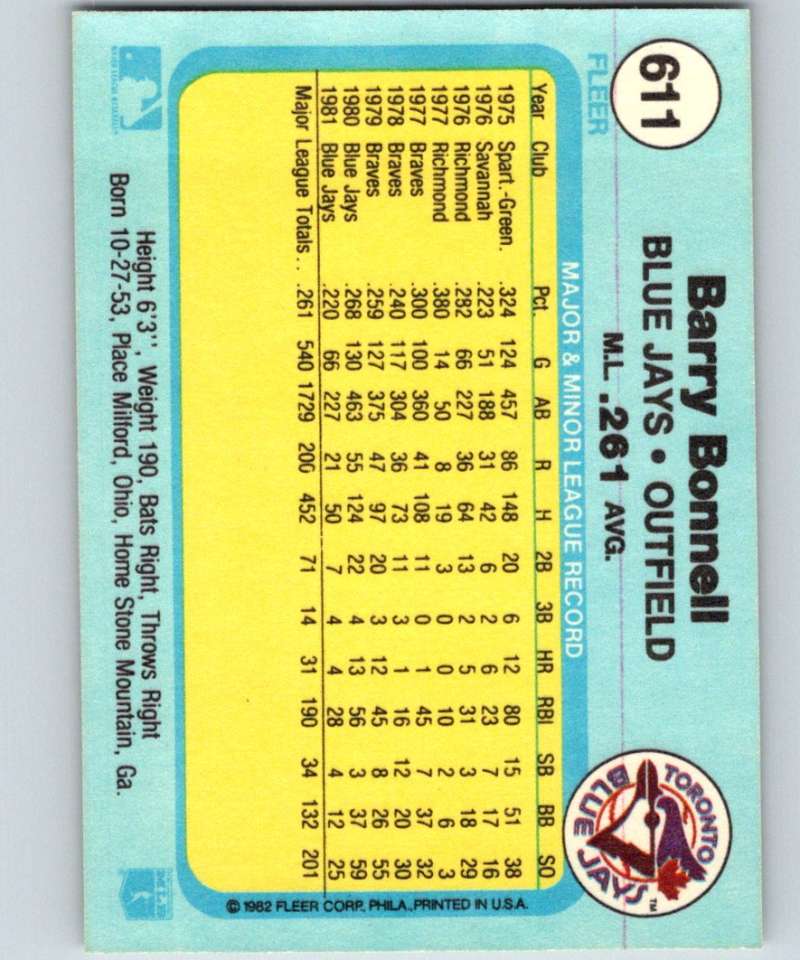 611
FLEER
Barry Bonnell
BLUE JAYS • OUTFIELD
M.L. .261 AVG.
TORONTO
BLUE JAYS™
MAJOR & MINOR LEAGUE RECORD
Year Club Pct. G AB R H 2B 3B HR RBI SB BB SO
1975 Spart.-Green. .324 124 457 86 148 20 6 12 80 15 51 38
1976 Savannah .223 51 188 31 42 6 2 6 23 7 17 16
1976 Richmond .282 66 227 36 64 13 2 5 31 3 18 29
1977 Richmond .380 14 50 8 19 3 0 0 10 2 6 3
1977 Braves .300 100 360 41 108 11 0 1 45 7 37 32
1978 Braves .240 117 304 36 73 11 3 1 16 12 20 30
1979 Braves .259 127 375 47 97 20 3 12 45 8 26 55
1980 Blue Jays .268 130 463 55 124 22 4 13 56 3 37 59
1981 Blue Jays .220 66 227 21 50 7 4 4 28 4 12 25
Major League Totals . . .261 540 1729 200 452 71 14 31 190 34 132 201
© 1982 FLEER CORP. PHILA., PRINTED IN U.S.A.
Height 6'3", Weight 190, Bats Right, Throws Right
Born 10-27-53, Place Milford, Ohio, Home Stone Mountain, Ga.